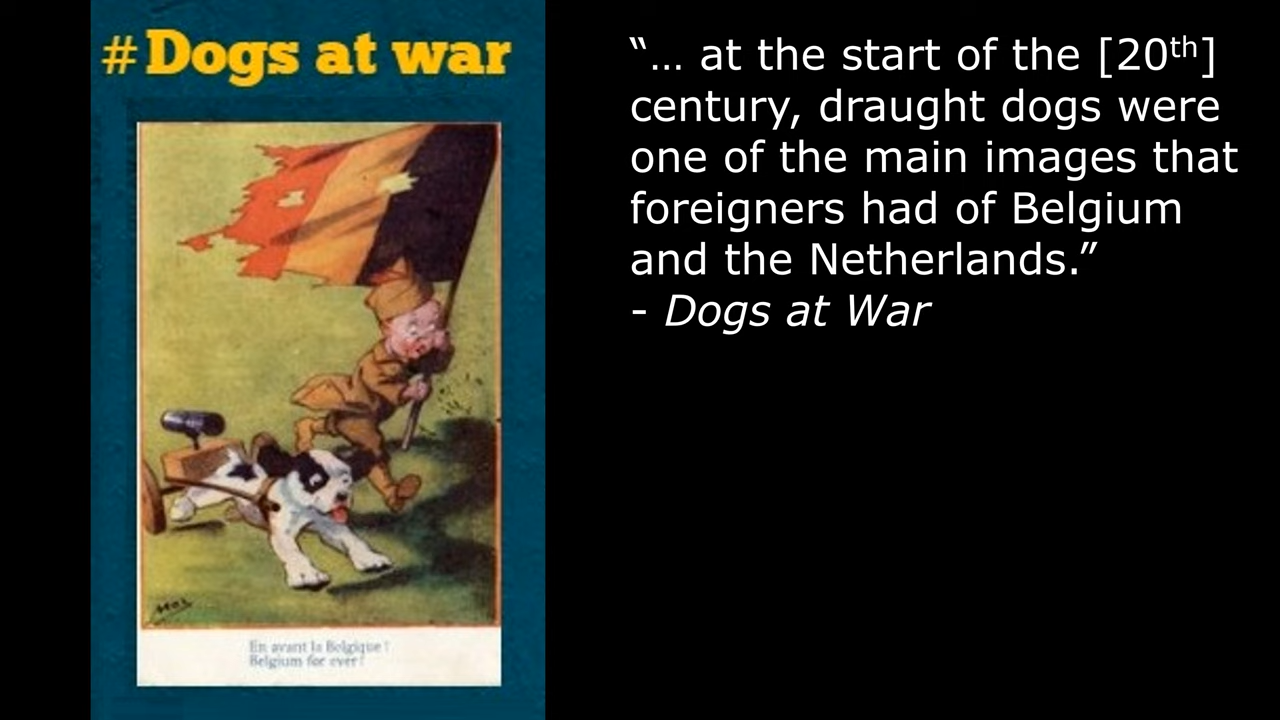 # Dogs at war
En avant la Belgique !
Belgium for ever !
“… at the start of the [20th]
century, draught dogs were
one of the main images that
foreigners had of Belgium
and the Netherlands.”
- Dogs at War